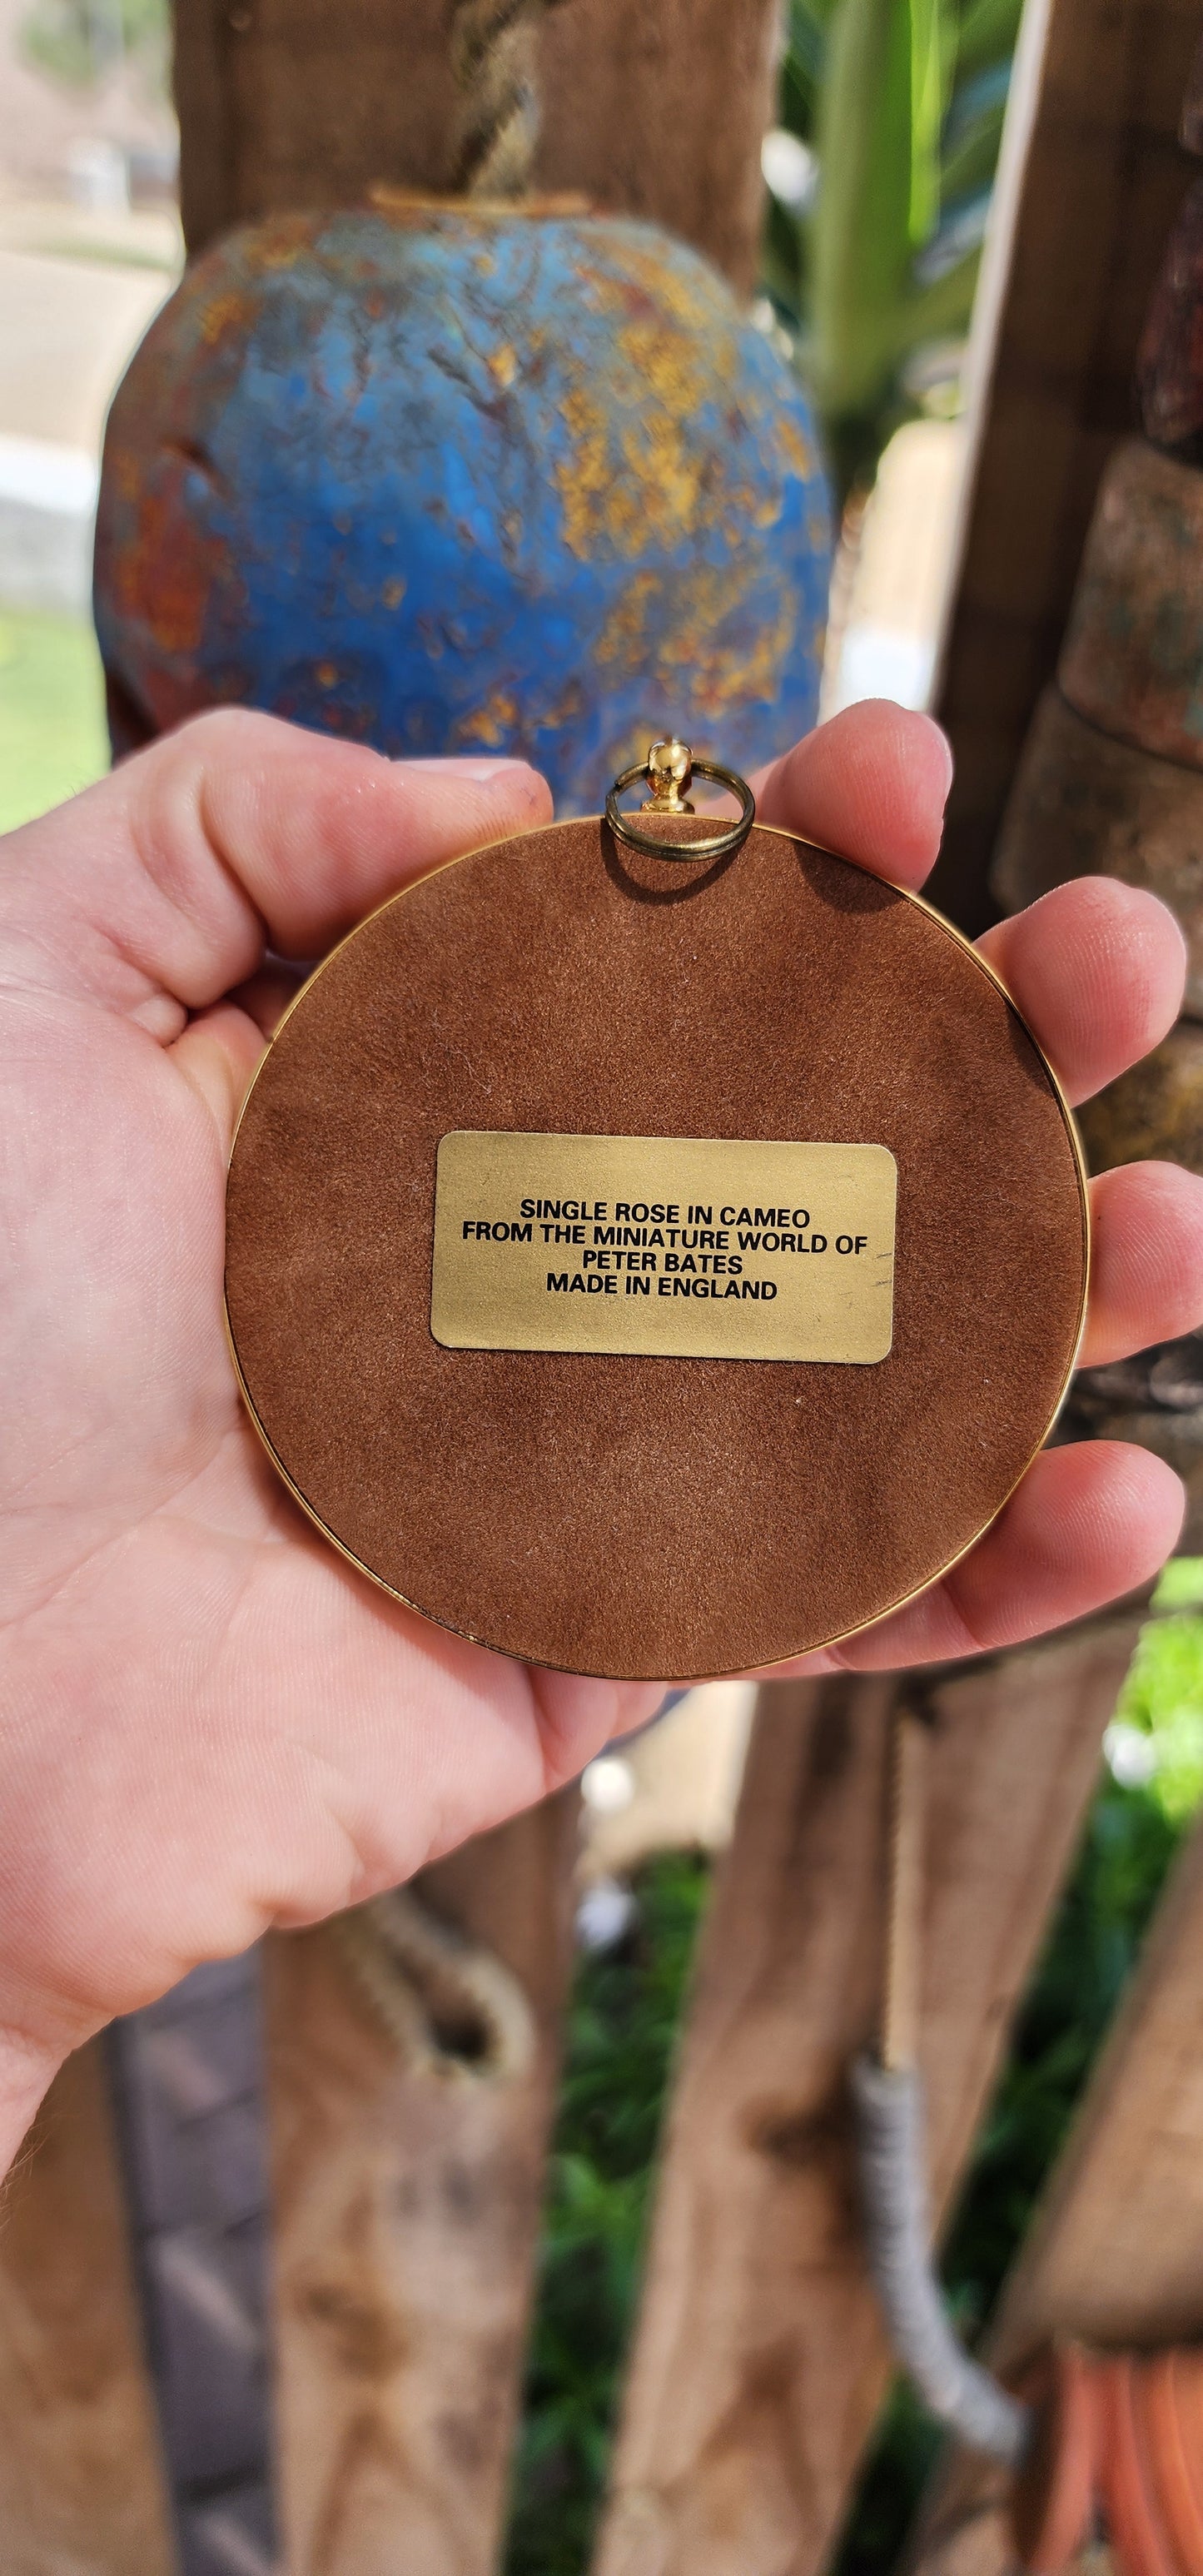 SINGLE ROSE IN CAMEO
FROM THE MINIATURE WORLD OF
PETER BATES
MADE IN ENGLAND